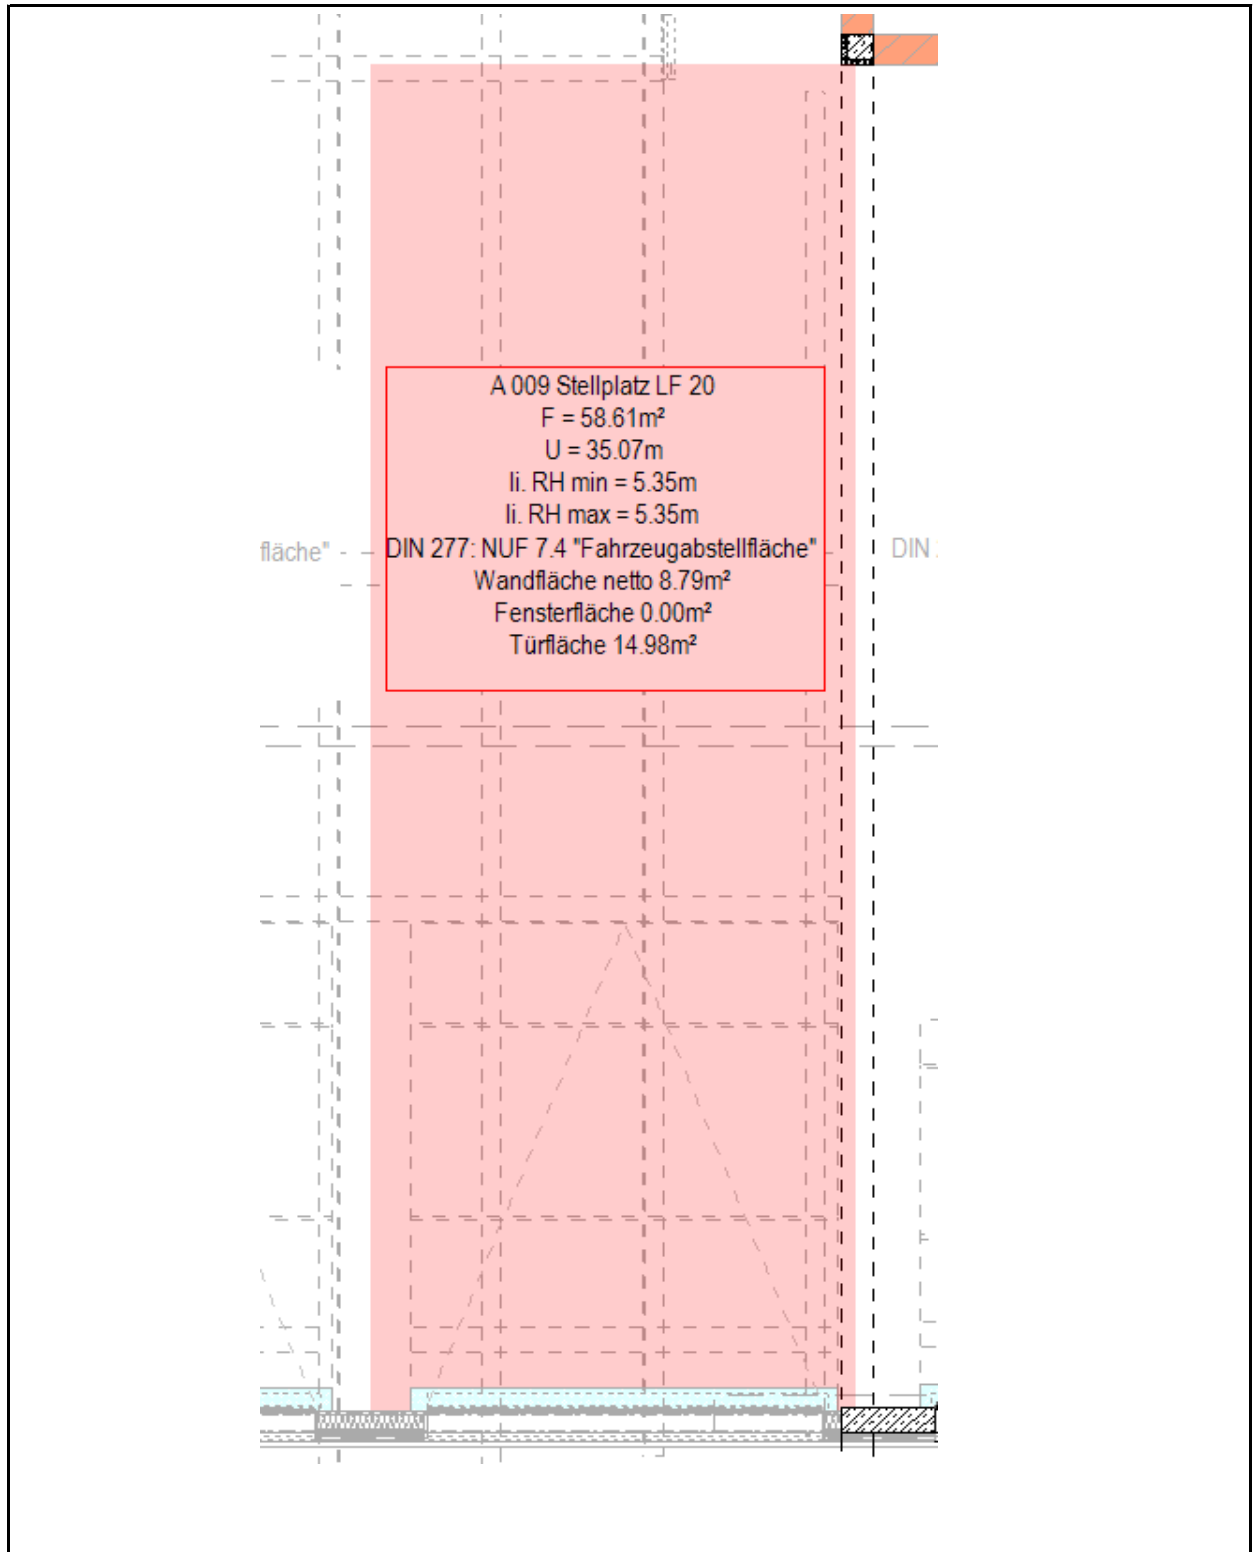 A 009 Stellplatz LF 20
F = 58.61m²
U = 35.07m
li. RH min = 5.35m
li. RH max = 5.35m
fläche"
DIN 277: NUF 7.4 "Fahrzeugabstellfläche"
DIN
Wandfläche netto 8.79m²
Fensterfläche 0.00m²
Türfläche 14.98m²